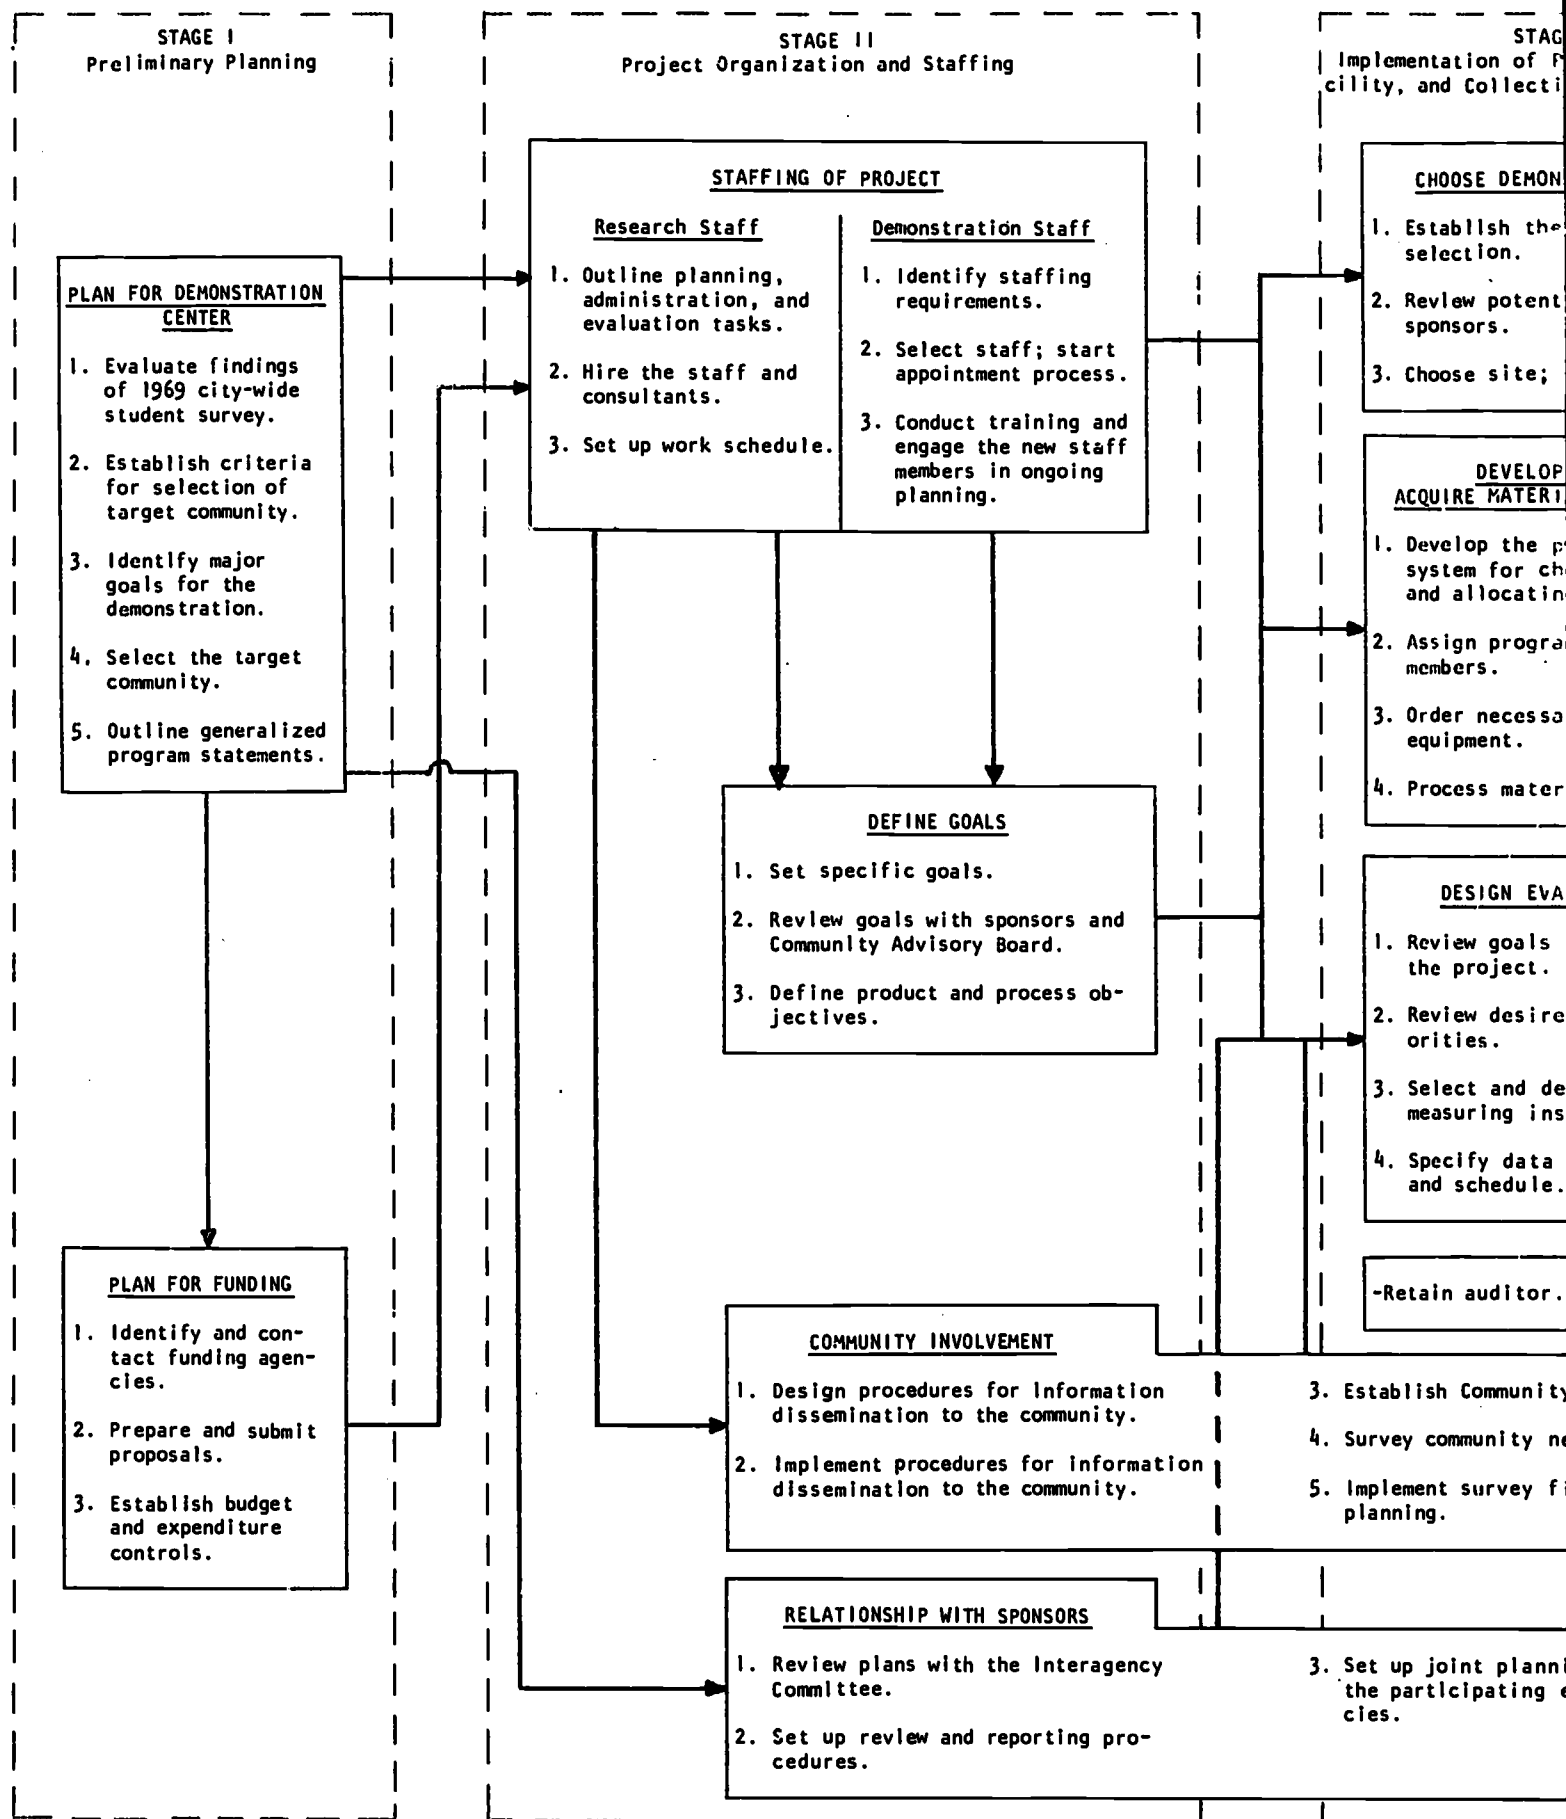 STAGE I
Preliminary Planning
PLAN FOR DEMONSTRATION
CENTER
1. Evaluate findings
of 1969 city-wide
student survey.
2. Establish criteria
for selection of
target community.
3. Identify major
goals for the
demonstration.
4. Select the target
community.
5. Outline generalized
program statements.
PLAN FOR FUNDING
1. Identify and con-
tact funding agen-
cies.
2. Prepare and submit
proposals.
3. Establish budget
and expenditure
controls.
STAGE II
Project Organization and Staffing
STAFFING OF PROJECT
Research Staff
1. Outline planning,
administration, and
evaluation tasks.
2. Hire the staff and
consultants.
3. Set up work schedule.
Demonstration Staff
1. Identify staffing
requirements.
2. Select staff; start
appointment process.
3. Conduct training and
engage the new staff
members in ongoing
planning.
DEFINE GOALS
1. Set specific goals.
2. Review goals with sponsors and
Community Advisory Board.
3. Define product and process ob-
jectives.
COMMUNITY INVOLVEMENT
1. Design procedures for information
dissemination to the community.
2. Implement procedures for information
dissemination to the community.
3. Establish Community
4. Survey community ne
5. Implement survey fi
planning.
RELATIONSHIP WITH SPONSORS
1. Review plans with the Interagency
Committee.
2. Set up review and reporting pro-
cedures.
3. Set up joint planni
the participating e
cies.
STAG
Implementation of
cility, and Collecti
CHOOSE DEMON
1. Establish the
selection.
2. Review potent
sponsors.
3. Choose site;
DEVELOP
ACQUIRE MATERI
1. Develop the
system for ch
and allocatin
2. Assign progra
members.
3. Order necessa
equipment.
4. Process mater
DESIGN EVA
1. Review goals
the project.
2. Review desire
orities.
3. Select and de
measuring ins
4. Specify data
and schedule.
-Retain auditor.